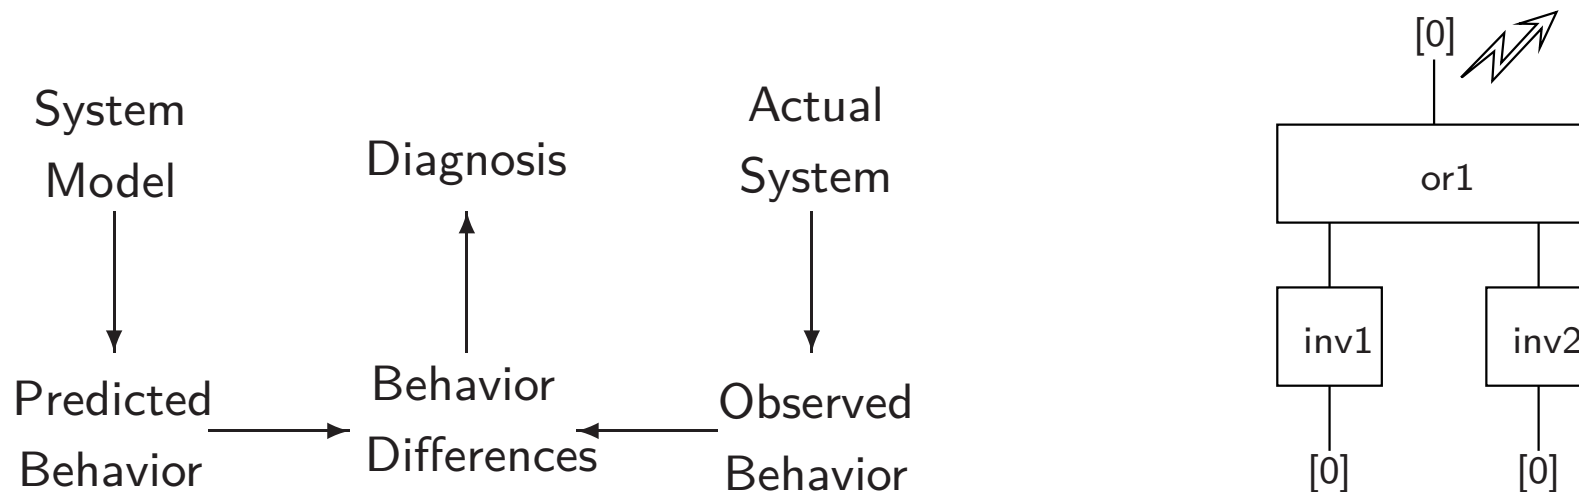 System
Model
Diagnosis
Actual
System
Predicted
Behavior
Behavior
Differences
Observed
Behavior
[0]
or1
inv1
inv2
[0]
[0]